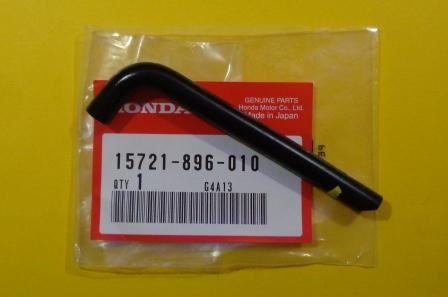 HONDA
GENUINE PARTS
Honda Motor Co., Ltd.
Made in Japan
15721-896-010
QTY 1 G4A13